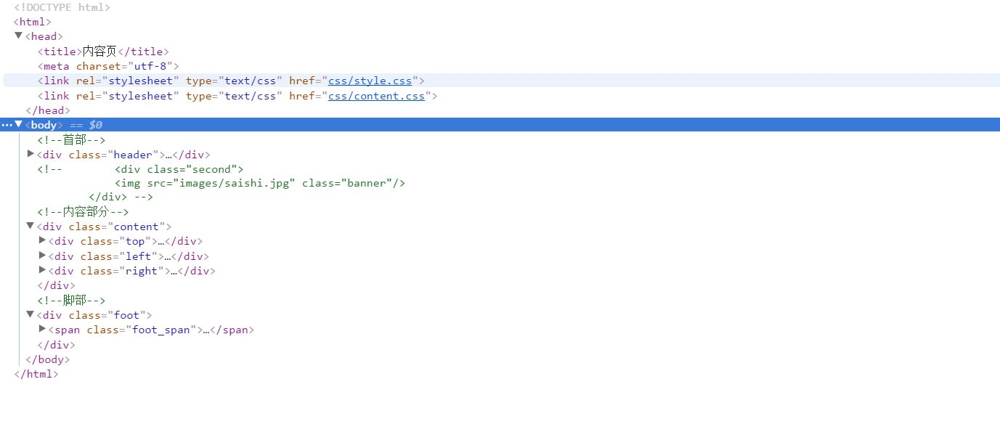 <!DOCTYPE html>
<html>
<head>
<title>内容页</title>
<meta charset="utf-8">
<link rel="stylesheet" type="text/css" href="css/style.css">
<link rel="stylesheet" type="text/css" href="css/content.css">
</head>
…<body> == $0
<!--首部-->
<div class="header">…</div>
<!-- <div class="second">
<img src="images/saishi.jpg" class="banner"/>
</div> -->
<!--内容部分-->
<div class="content">
<div class="top">…</div>
<div class="left">…</div>
<div class="right">…</div>
</div>
<!--脚部-->
<div class="foot">
<span class="foot_span">…</span>
</div>
</body>
</html>